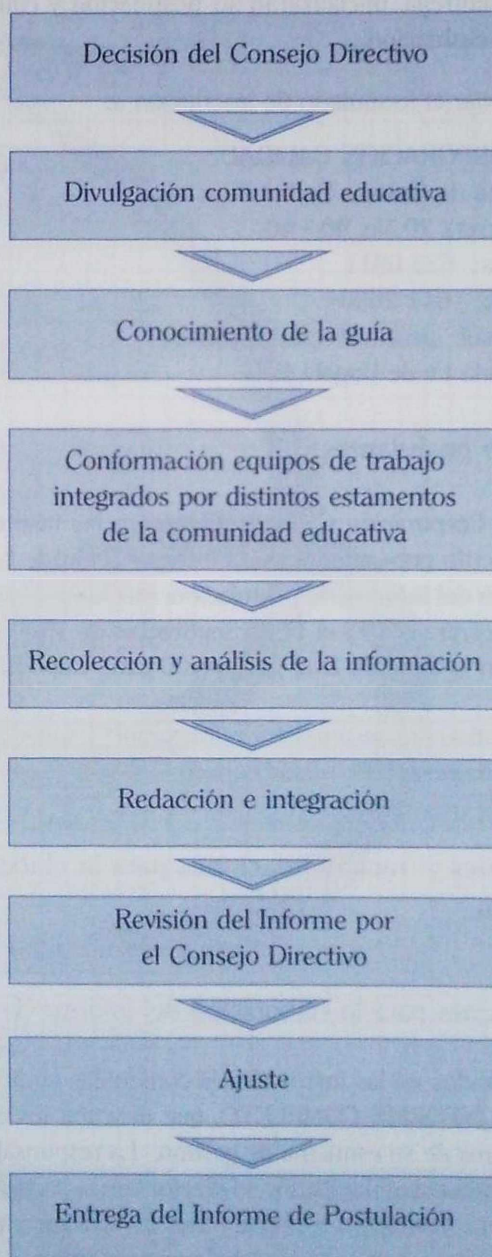 Decisión del Consejo Directivo
Divulgación comunidad educativa
Conocimiento de la guía
Conformación equipos de trabajo
integrados por distintos estamentos
de la comunidad educativa
Recolección y análisis de la información
Redacción e integración
Revisión del Informe por
el Consejo Directivo
Ajuste
Entrega del Informe de Postulación